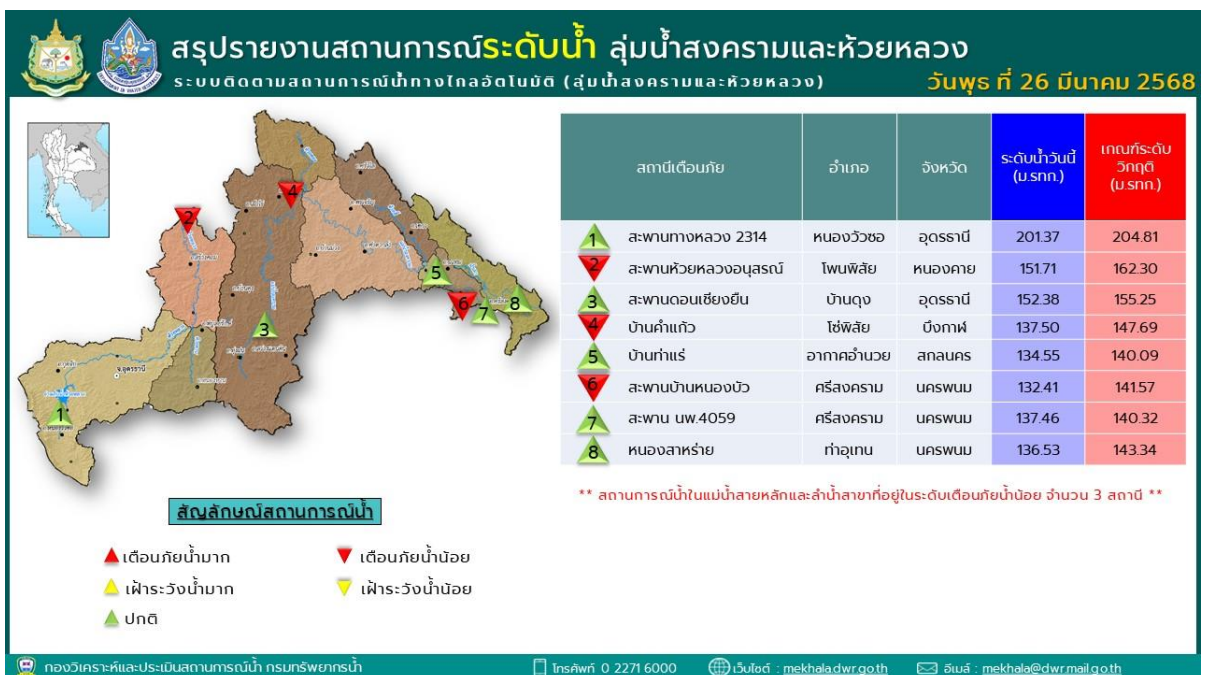 สรุปรายงานสถานการณ์ระดับน้ำ ลุ่มน้ำสงครามและห้วยหลวง
ระบบติดตามสถานการณ์น้ำทางไกลอัตโนมัติ (ลุ่มน้ำสงครามและห้วยหลวง)
วันพุธ ที่ 26 มีนาคม 2568
สถานีเตือนภัย อำเภอ จังหวัด ระดับน้ำวันนี้ (ม.รทก.) เกณฑ์ระดับวิกฤติ (ม.รทก.)
1 สะพานทางหลวง 2314 หนองวัวซอ อุดรธานี 201.37 204.81
2 สะพานห้วยหลวงอนุสรณ์ โพนพิสัย หนองคาย 151.71 162.30
3 สะพานดอนเชียงยืน บ้านดุง อุดรธานี 152.38 155.25
4 บ้านคำแก้ว โซ่พิสัย บึงกาฬ 137.50 147.69
5 บ้านท่าแร่ อากาศอำนวย สกลนคร 134.55 140.09
6 สะพานบ้านหนองบัว ศรีสงคราม นครพนม 132.41 141.57
7 สะพาน นพ.4059 ศรีสงคราม นครพนม 137.46 140.32
8 หนองสาหร่าย ท่าอุเทน นครพนม 136.53 143.34
** สถานการณ์น้ำในแม่น้ำสายหลักและลำน้ำสาขาที่อยู่ในระดับเตือนภัยน้ำน้อย จำนวน 3 สถานี **
2
4
5
6
7
8
3
จ.อุดรธานี
1
สัญลักษณ์สถานการณ์น้ำ
เตือนภัยน้ำมาก เตือนภัยน้ำน้อย
เฝ้าระวังน้ำมาก เฝ้าระวังน้ำน้อย
ปกติ
กองวิเคราะห์และประเมินสถานการณ์น้ำ กรมทรัพยากรน้ำ โทรศัพท์ 0 2271 6000 เว็บไซต์ : mekhala.dwr.go.th อีเมล์ : mekhala@dwr.mail.go.th